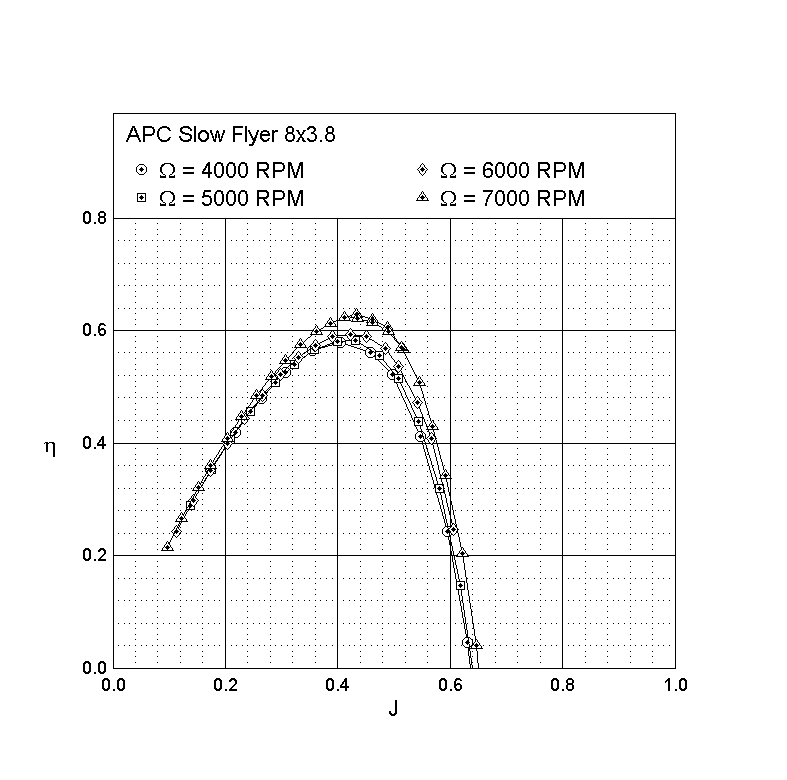 APC Slow Flyer 8x3.8
Ω = 4000 RPM
Ω = 6000 RPM
Ω = 5000 RPM
Ω = 7000 RPM
0.8
0.6
0.4
η
0.2
0.0
0.0 0.2 0.4 0.6 0.8 1.0
J